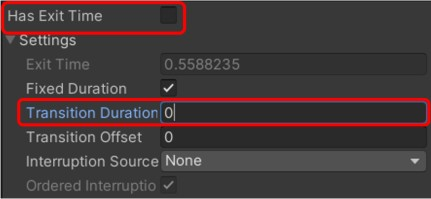 Has Exit Time
Settings
Exit Time 0.5588235
Fixed Duration
Transition Duration 0
Transition Offset 0
Interruption Source None
Ordered Interruptio